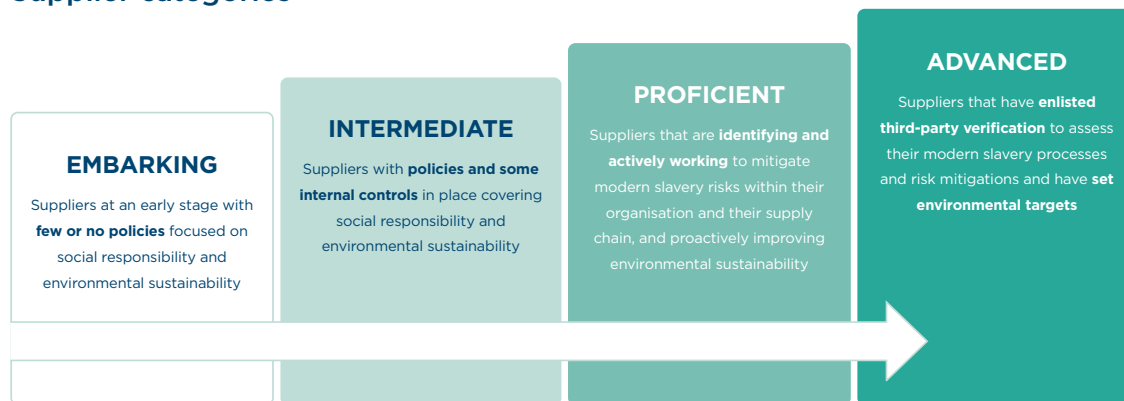 Supplier categories
EMBARKING
Suppliers at an early stage with
few or no policies focused on
social responsibility and
environmental sustainability
INTERMEDIATE
Suppliers with policies and some
internal controls in place covering
social responsibility and
environmental sustainability
PROFICIENT
Suppliers that are identifying and
actively working to mitigate
modern slavery risks within their
organisation and their supply
chain, and proactively improving
environmental sustainability
ADVANCED
Suppliers that have enlisted
third-party verification to assess
their modern slavery processes
and risk mitigations and have set
environmental targets